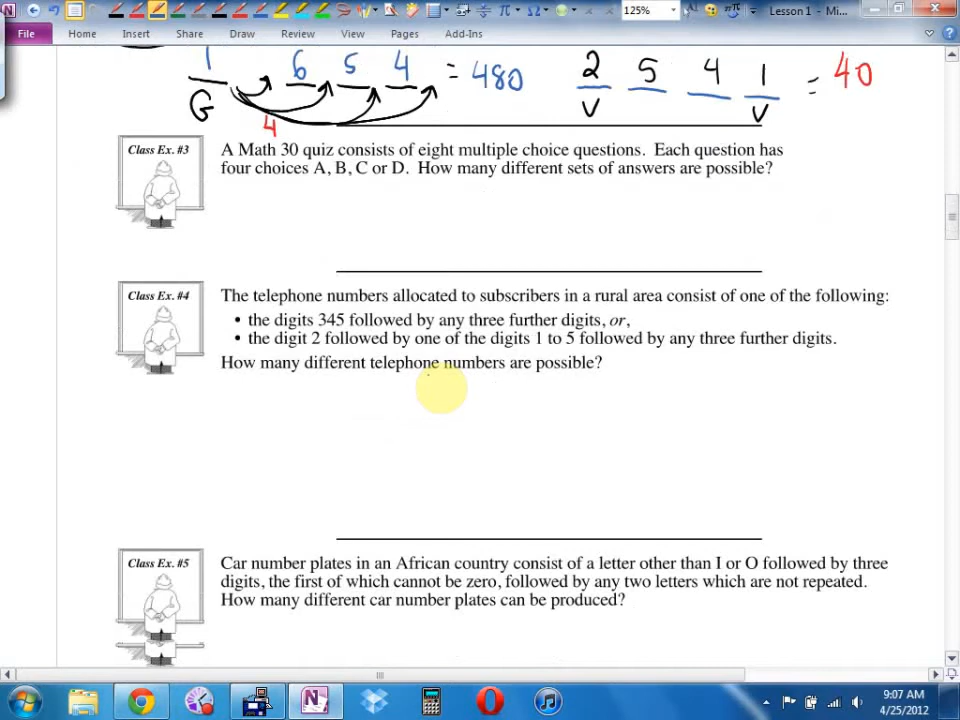 125%
Lesson 1 - Mi...
File Home Insert Share Draw Review View Pages Add-Ins
1 6 5 4 = 480 2 5 4 1 = 40
G V V
4
Class Ex. #3
A Math 30 quiz consists of eight multiple choice questions. Each question has
four choices A, B, C or D. How many different sets of answers are possible?
Class Ex. #4
The telephone numbers allocated to subscribers in a rural area consist of one of the following:
• the digits 345 followed by any three further digits, or,
• the digit 2 followed by one of the digits 1 to 5 followed by any three further digits.
How many different telephone numbers are possible?
Class Ex. #5
Car number plates in an African country consist of a letter other than I or O followed by three
digits, the first of which cannot be zero, followed by any two letters which are not repeated.
How many different car number plates can be produced?
9:07 AM
4/25/2012